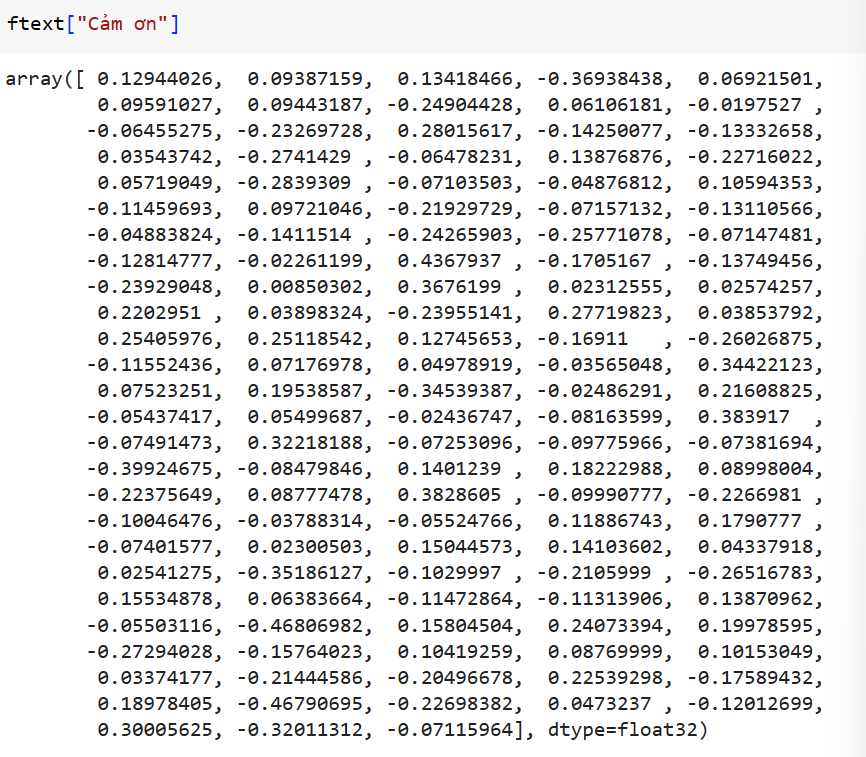 ftext["Cảm ơn"]
array([ 0.12944026,  0.09387159,  0.13418466, -0.36938438,  0.06921501,
        0.09591027,  0.09443187, -0.24904428,  0.06106181, -0.0197527 ,
       -0.06455275, -0.23269728,  0.28015617, -0.14250077, -0.13332658,
        0.03543742, -0.2741429 , -0.06478231,  0.13876876, -0.22716022,
        0.05719049, -0.2839309 , -0.07103503, -0.04876812,  0.10594353,
       -0.11459693,  0.09721046, -0.21929729, -0.07157132, -0.13110566,
       -0.04883824, -0.1411514 , -0.24265903, -0.25771078, -0.07147481,
       -0.12814777, -0.02261199,  0.4367937 , -0.1705167 , -0.13749456,
       -0.23929048,  0.00850302,  0.3676199 ,  0.02312555,  0.02574257,
        0.2202951 ,  0.03898324, -0.23955141,  0.27719823,  0.03853792,
        0.25405976,  0.25118542,  0.12745653, -0.16911   , -0.26026875,
       -0.11552436,  0.07176978,  0.04978919, -0.03565048,  0.34422123,
        0.07523251,  0.19538587, -0.34539387, -0.02486291,  0.21608825,
       -0.05437417,  0.05499687, -0.02436747, -0.08163599,  0.383917  ,
       -0.07491473,  0.32218188, -0.07253096, -0.09775966, -0.07381694,
       -0.39924675, -0.08479846,  0.1401239 ,  0.18222988,  0.08998004,
       -0.22375649,  0.08777478,  0.3828605 , -0.09990777, -0.2266981 ,
       -0.10046476, -0.03788314, -0.05524766,  0.11886743,  0.1790777 ,
       -0.07401577,  0.02300503,  0.15044573,  0.14103602,  0.04337918,
        0.02541275, -0.35186127, -0.1029997 , -0.2105999 , -0.26516783,
        0.15534878,  0.06383664, -0.11472864, -0.11313906,  0.13870962,
       -0.05503116, -0.46806982,  0.15804504,  0.24073394,  0.19978595,
       -0.27294028, -0.15764023,  0.10419259,  0.08769999,  0.10153049,
        0.03374177, -0.21444586, -0.20496678,  0.22539298, -0.17589432,
        0.18978405, -0.46790695, -0.22698382,  0.0473237 , -0.12012699,
        0.30005625, -0.32011312, -0.07115964], dtype=float32)